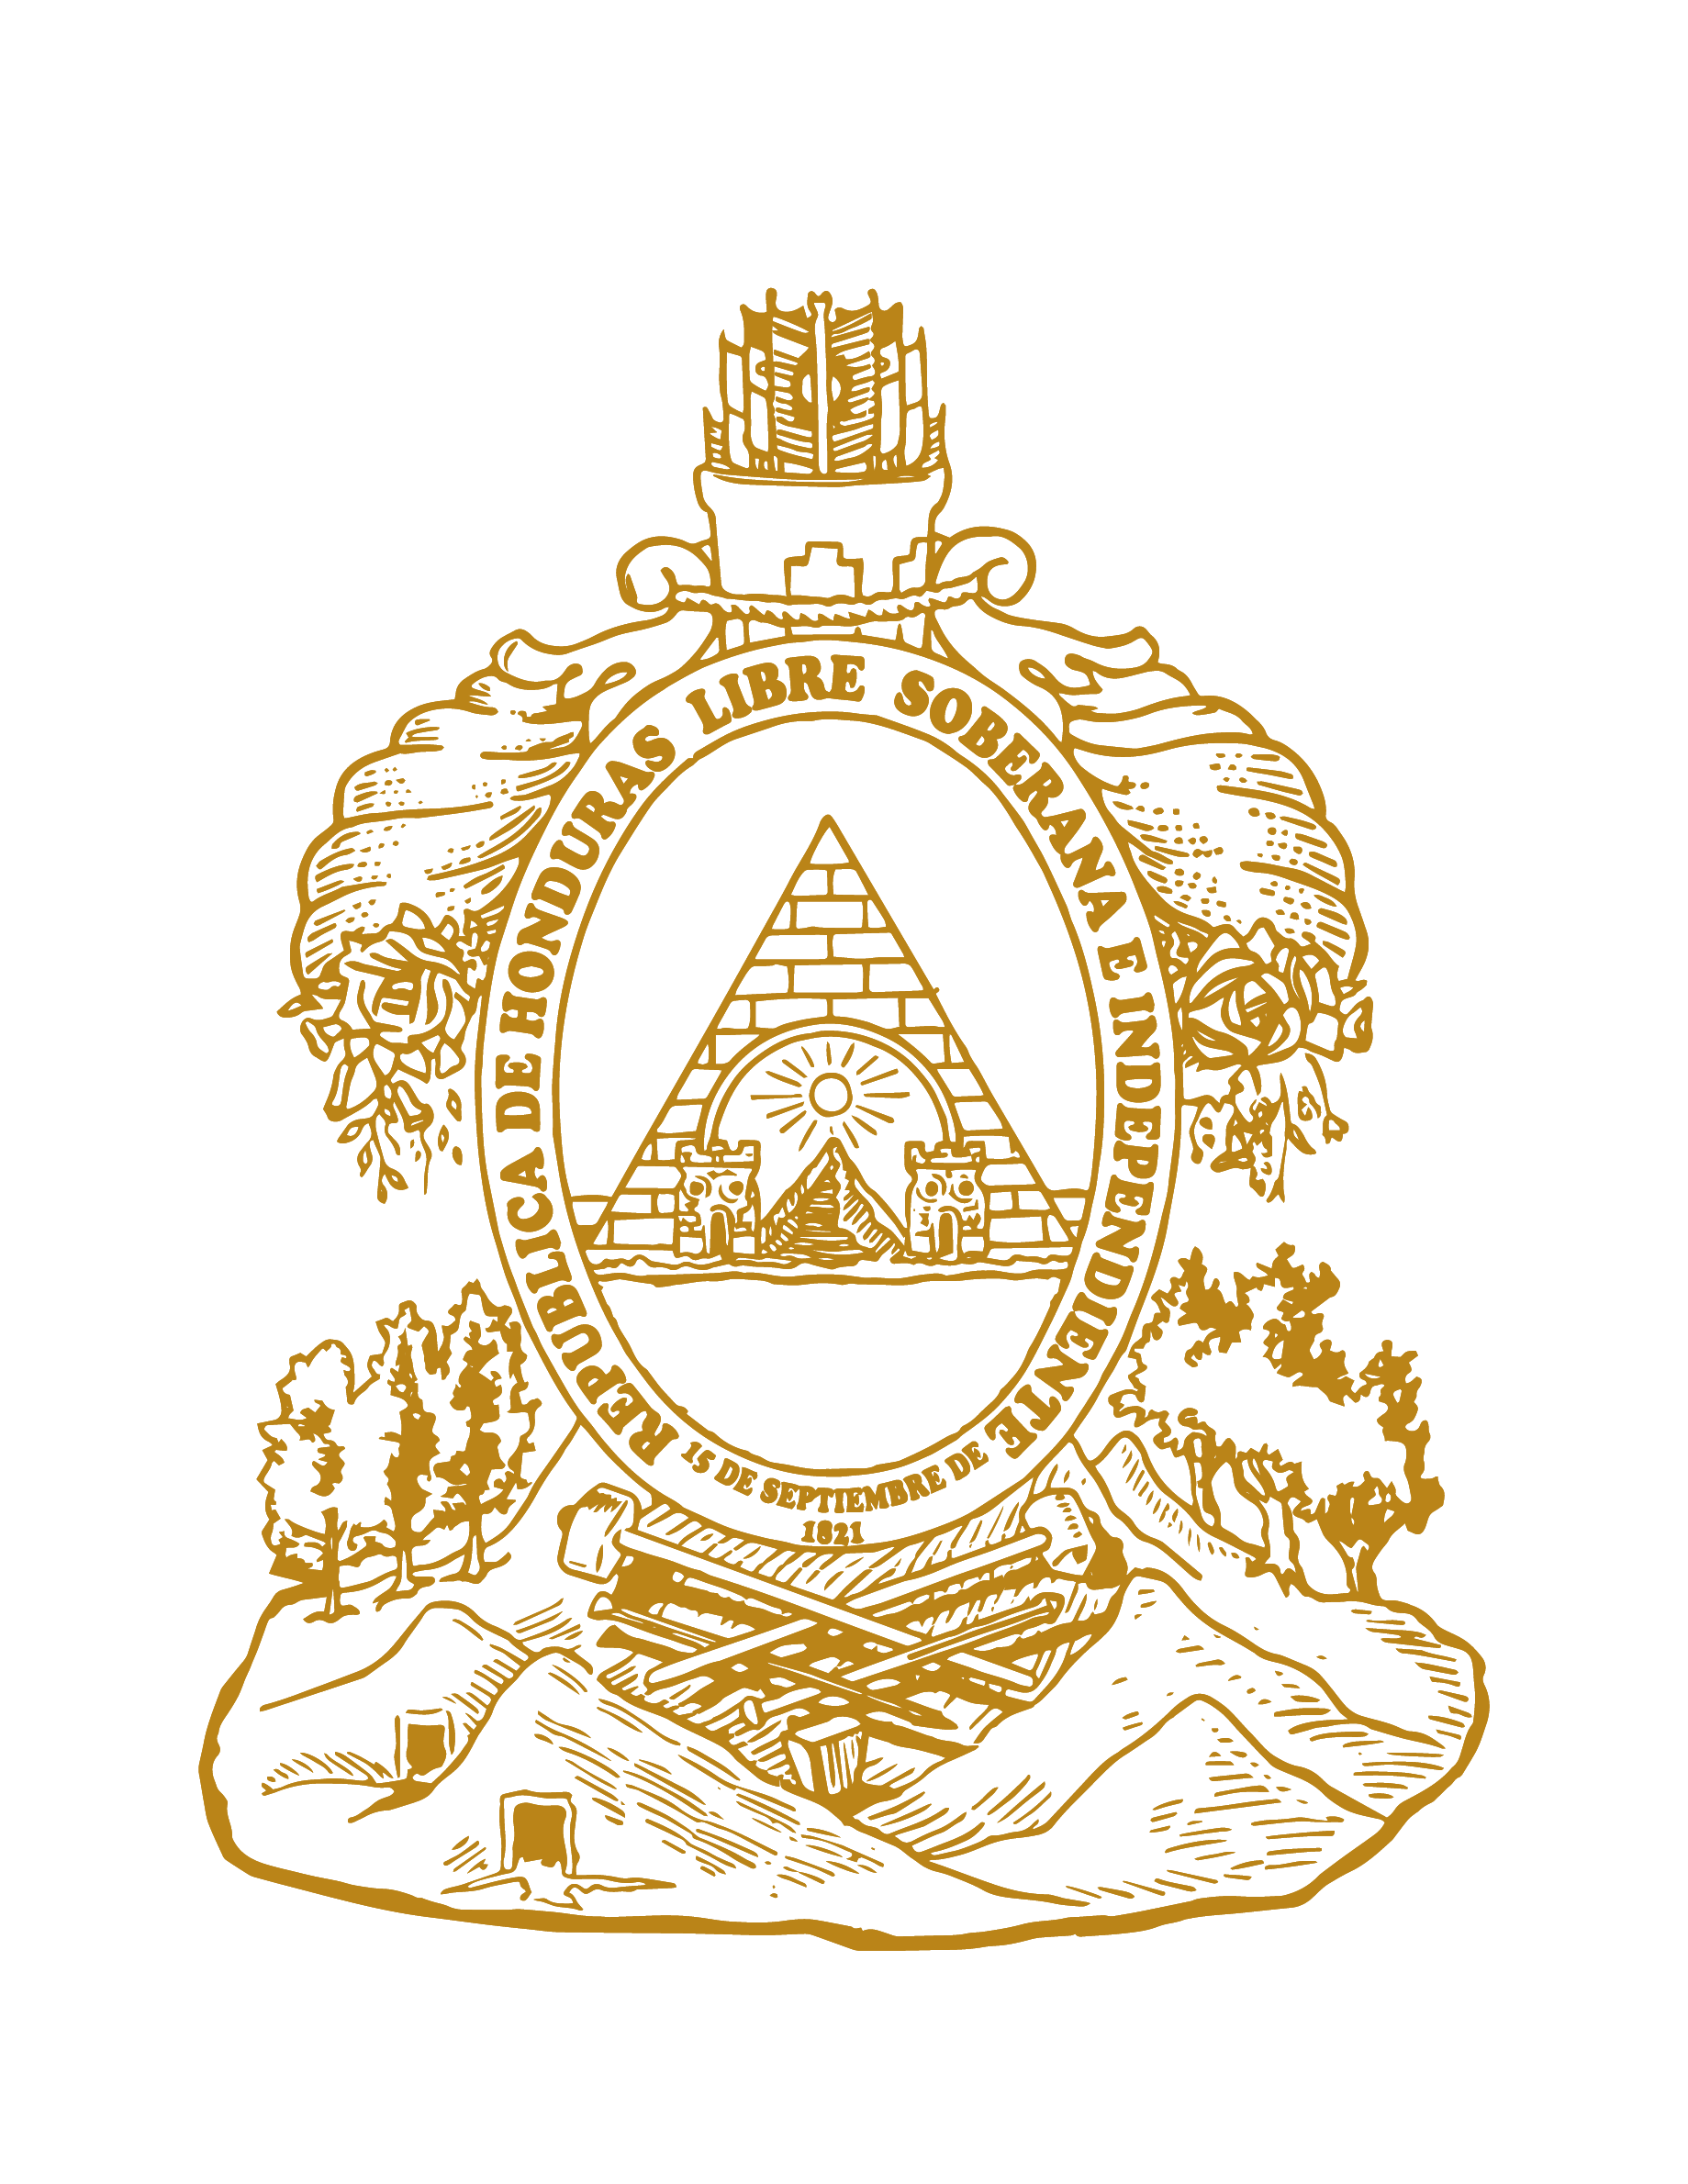 REPUBLICA DE HONDURAS LIBRE SOBERANA E INDEPENDIENTE
15 DE SEPTIEMBRE DE
1821